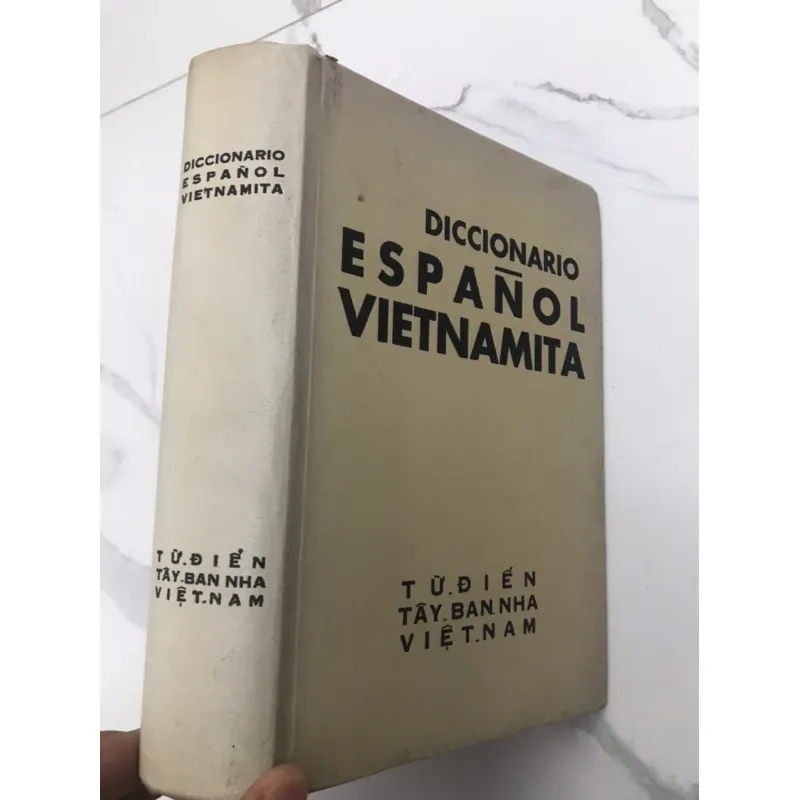 DICCIONARIO
ESPAÑOL
VIETNAMITA
TỪ.ĐIỂN
TÂY.BAN NHA
VIỆT.NAM
DICCIONARIO
ESPAÑOL
VIETNAMITA
TỪ.ĐIỂN
TÂY.BAN.NHA
VIỆT.NAM